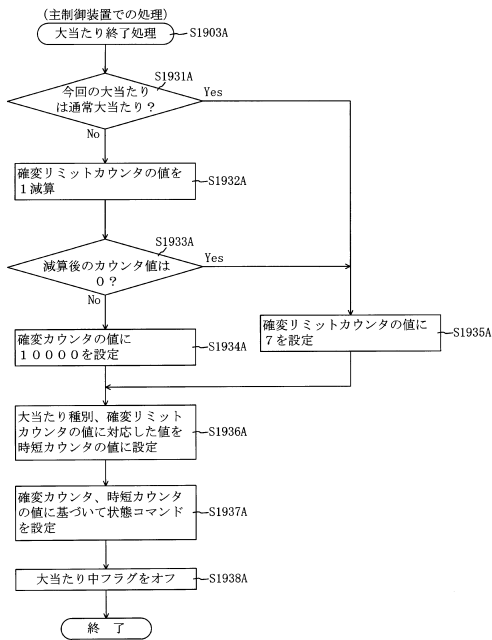 (主制御装置での処理)
大当たり終了処理
S1903A
S1931A
今回の大当たり
は通常大当たり？
Yes
No
確変リミットカウンタの値を
１減算
S1932A
S1933A
減算後のカウンタ値は
０？
Yes
No
確変カウンタの値に
１００００を設定
S1934A
確変リミットカウンタの値に
７を設定
S1935A
大当たり種別、確変リミット
カウンタの値に対応した値を
時短カウンタの値に設定
S1936A
確変カウンタ、時短カウンタ
の値に基づいて状態コマンド
を設定
S1937A
大当たり中フラグをオフ
S1938A
終　了